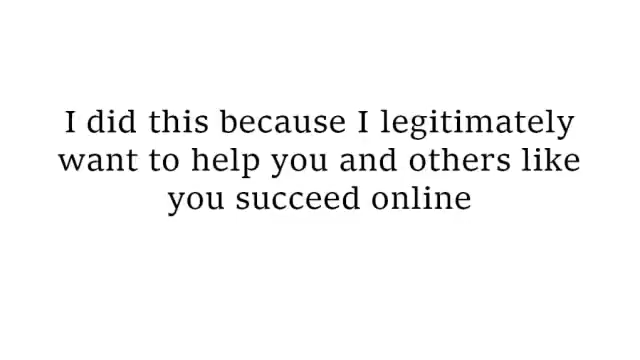 I did this because I legitimately
want to help you and others like
you succeed online